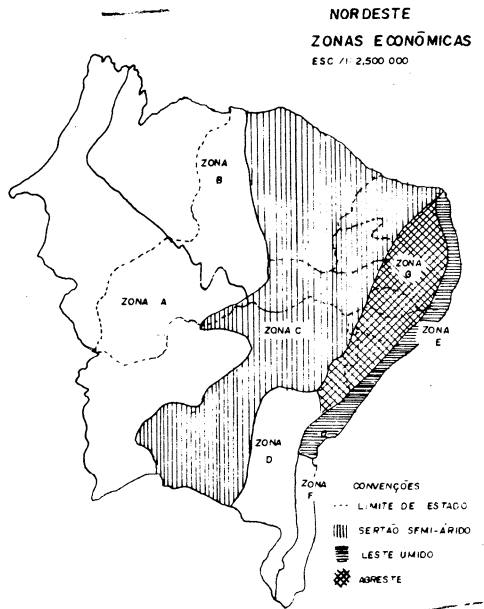 NORDESTE
ZONAS ECONÔMICAS
ESC /1: 2,500 000
ZONA
B
ZONA A
ZONA C
ZONA
G
ZONA
E
ZONA
D
ZONA
F
CONVENÇÕES
LIMITE DE ESTADO
SERTÃO SEMI-ÁRIDO
LESTE UMIDO
AGRESTE